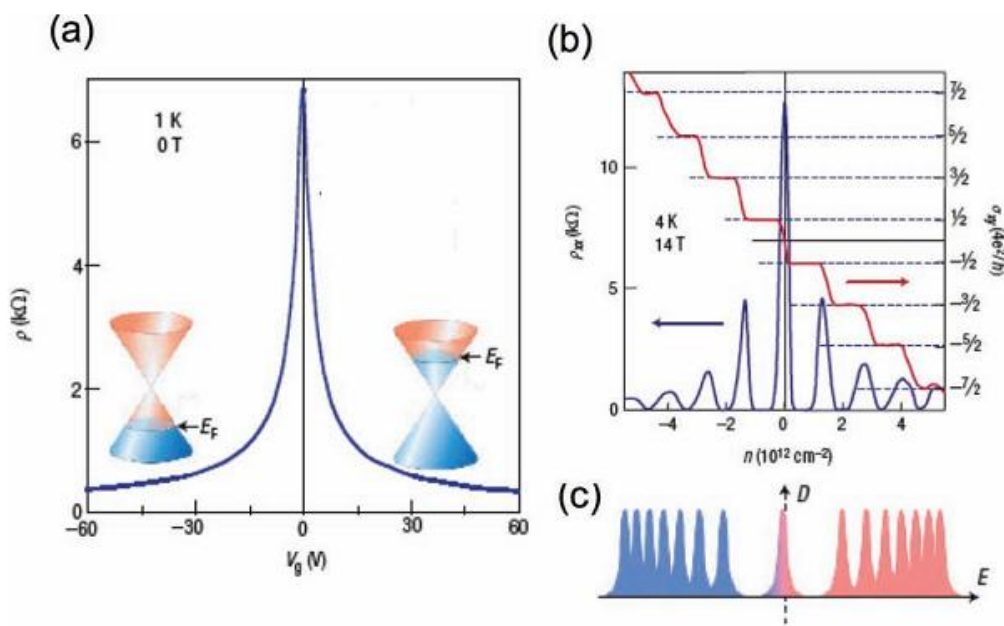 (a)
1 K
0 T
6
4
2
0
ρ (kΩ)
E_F
E_F
−60
−30
0
30
60
V_g (V)
(b)
4 K
14 T
10
5
0
ρ_xx (kΩ)
7/2
5/2
3/2
1/2
−1/2
−3/2
−5/2
−7/2
σ_xy (4e²/h)
−4
−2
0
2
4
n (10¹² cm⁻²)
(c)
D
E